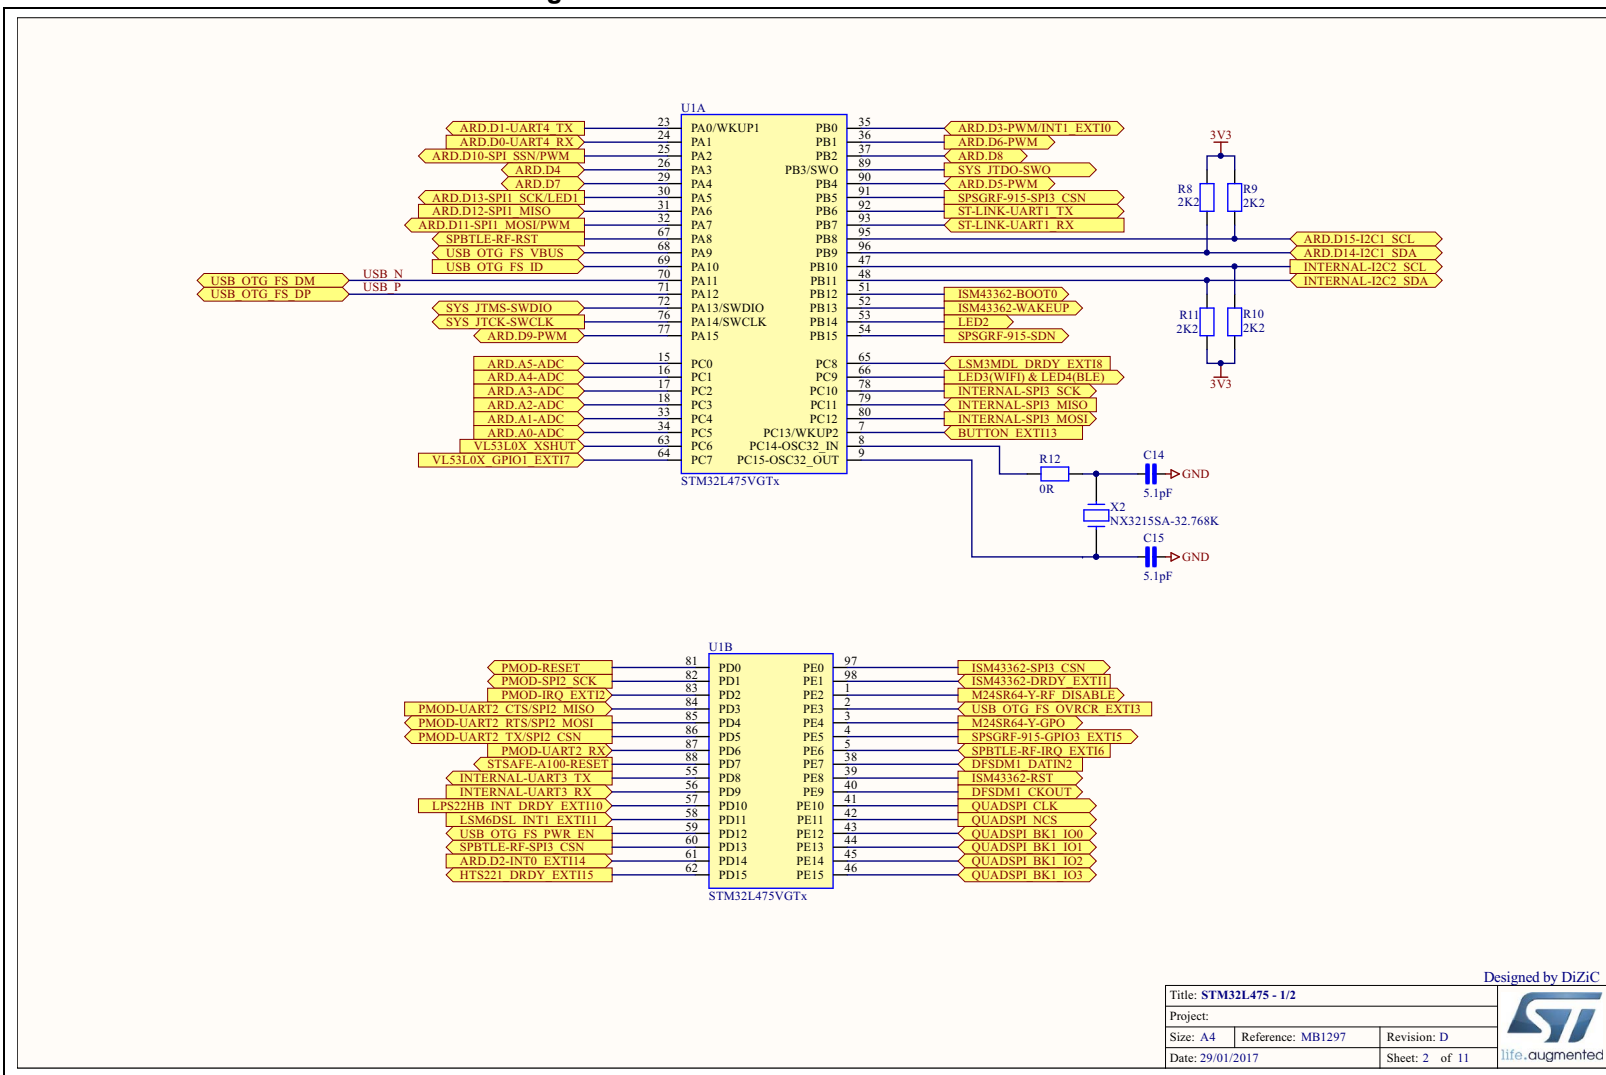 U1A
ARD.D1-UART4_TX 23 PA0/WKUP1 PB0 35 ARD.D3-PWM/INT1_EXTI0
ARD.D0-UART4_RX 24 PA1 PB1 36 ARD.D6-PWM
ARD.D10-SPI_SSN/PWM 25 PA2 PB2 37 ARD.D8
ARD.D4 26 PA3 PB3/SWO 89 SYS_JTDO-SWO
ARD.D7 29 PA4 PB4 90 ARD.D5-PWM
ARD.D13-SPI1_SCK/LED1 30 PA5 PB5 91 SPSGRF-915-SPI3_CSN
ARD.D12-SPI1_MISO 31 PA6 PB6 92 ST-LINK-UART1_TX
ARD.D11-SPI1_MOSI/PWM 32 PA7 PB7 93 ST-LINK-UART1_RX
SPBTLE-RF-RST 67 PA8 PB8 95 ARD.D15-I2C1_SCL
USB_OTG_FS_VBUS 68 PA9 PB9 96 ARD.D14-I2C1_SDA
USB_OTG_FS_ID 69 PA10 PB10 47 INTERNAL-I2C2_SCL
USB_OTG_FS_DM USB_N 70 PA11 PB11 48 INTERNAL-I2C2_SDA
USB_OTG_FS_DP USB_P 71 PA12 PB12 51 ISM43362-BOOT0
SYS_JTMS-SWDIO 72 PA13/SWDIO PB13 52 ISM43362-WAKEUP
SYS_JTCK-SWCLK 76 PA14/SWCLK PB14 53 LED2
ARD.D9-PWM 77 PA15 PB15 54 SPSGRF-915-SDN
ARD.A5-ADC 15 PC0 PC8 65 LSM3MDL_DRDY_EXTI8
ARD.A4-ADC 16 PC1 PC9 66 LED3(WIFI) & LED4(BLE)
ARD.A3-ADC 17 PC2 PC10 78 INTERNAL-SPI3_SCK
ARD.A2-ADC 18 PC3 PC11 79 INTERNAL-SPI3_MISO
ARD.A1-ADC 33 PC4 PC12 80 INTERNAL-SPI3_MOSI
ARD.A0-ADC 34 PC5 PC13/WKUP2 7 BUTTON_EXTI13
VL53L0X_XSHUT 63 PC6 PC14-OSC32_IN 8
VL53L0X_GPIO1_EXTI7 64 PC7 PC15-OSC32_OUT 9
STM32L475VGTx
3V3
R8 R9
2K2 2K2
R11 R10
2K2 2K2
3V3
R12
0R
C14
GND
5.1pF
X2
NX3215SA-32.768K
C15
GND
5.1pF
U1B
PMOD-RESET 81 PD0 PE0 97 ISM43362-SPI3_CSN
PMOD-SPI2_SCK 82 PD1 PE1 98 ISM43362-DRDY_EXTI1
PMOD-IRQ_EXTI2 83 PD2 PE2 1 M24SR64-Y-RF_DISABLE
PMOD-UART2_CTS/SPI2_MISO 84 PD3 PE3 2 USB_OTG_FS_OVRCR_EXTI3
PMOD-UART2_RTS/SPI2_MOSI 85 PD4 PE4 3 M24SR64-Y-GPO
PMOD-UART2_TX/SPI2_CSN 86 PD5 PE5 4 SPSGRF-915-GPIO3_EXTI5
PMOD-UART2_RX 87 PD6 PE6 5 SPBTLE-RF-IRQ_EXTI6
STSAFE-A100-RESET 88 PD7 PE7 38 DFSDM1_DATIN2
INTERNAL-UART3_TX 55 PD8 PE8 39 ISM43362-RST
INTERNAL-UART3_RX 56 PD9 PE9 40 DFSDM1_CKOUT
LPS22HB_INT_DRDY_EXTI10 57 PD10 PE10 41 QUADSPI_CLK
LSM6DSL_INT1_EXTI11 58 PD11 PE11 42 QUADSPI_NCS
USB_OTG_FS_PWR_EN 59 PD12 PE12 43 QUADSPI_BK1_IO0
SPBTLE-RF-SPI3_CSN 60 PD13 PE13 44 QUADSPI_BK1_IO1
ARD.D2-INT0_EXTI14 61 PD14 PE14 45 QUADSPI_BK1_IO2
HTS221_DRDY_EXTI15 62 PD15 PE15 46 QUADSPI_BK1_IO3
STM32L475VGTx
Designed by DiZiC
Title: STM32L475 - 1/2
Project:
Size: A4 Reference: MB1297 Revision: D
Date: 29/01/2017 Sheet: 2 of 11
ST
life.augmented